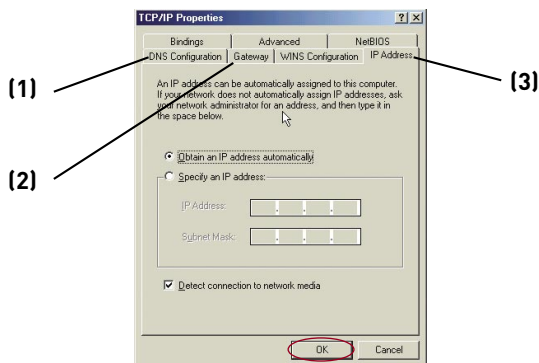 TCP/IP Properties
? ×
Bindings Advanced NetBIOS
DNS Configuration Gateway WINS Configuration IP Address
(1)
(2)
(3)
An IP address can be automatically assigned to this computer.
If your network does not automatically assign IP addresses, ask
your network administrator for an address, and then type it in
the space below.
Obtain an IP address automatically
Specify an IP address:
IP Address:
. . .
Subnet Mask:
. . .
Detect connection to network media
OK Cancel